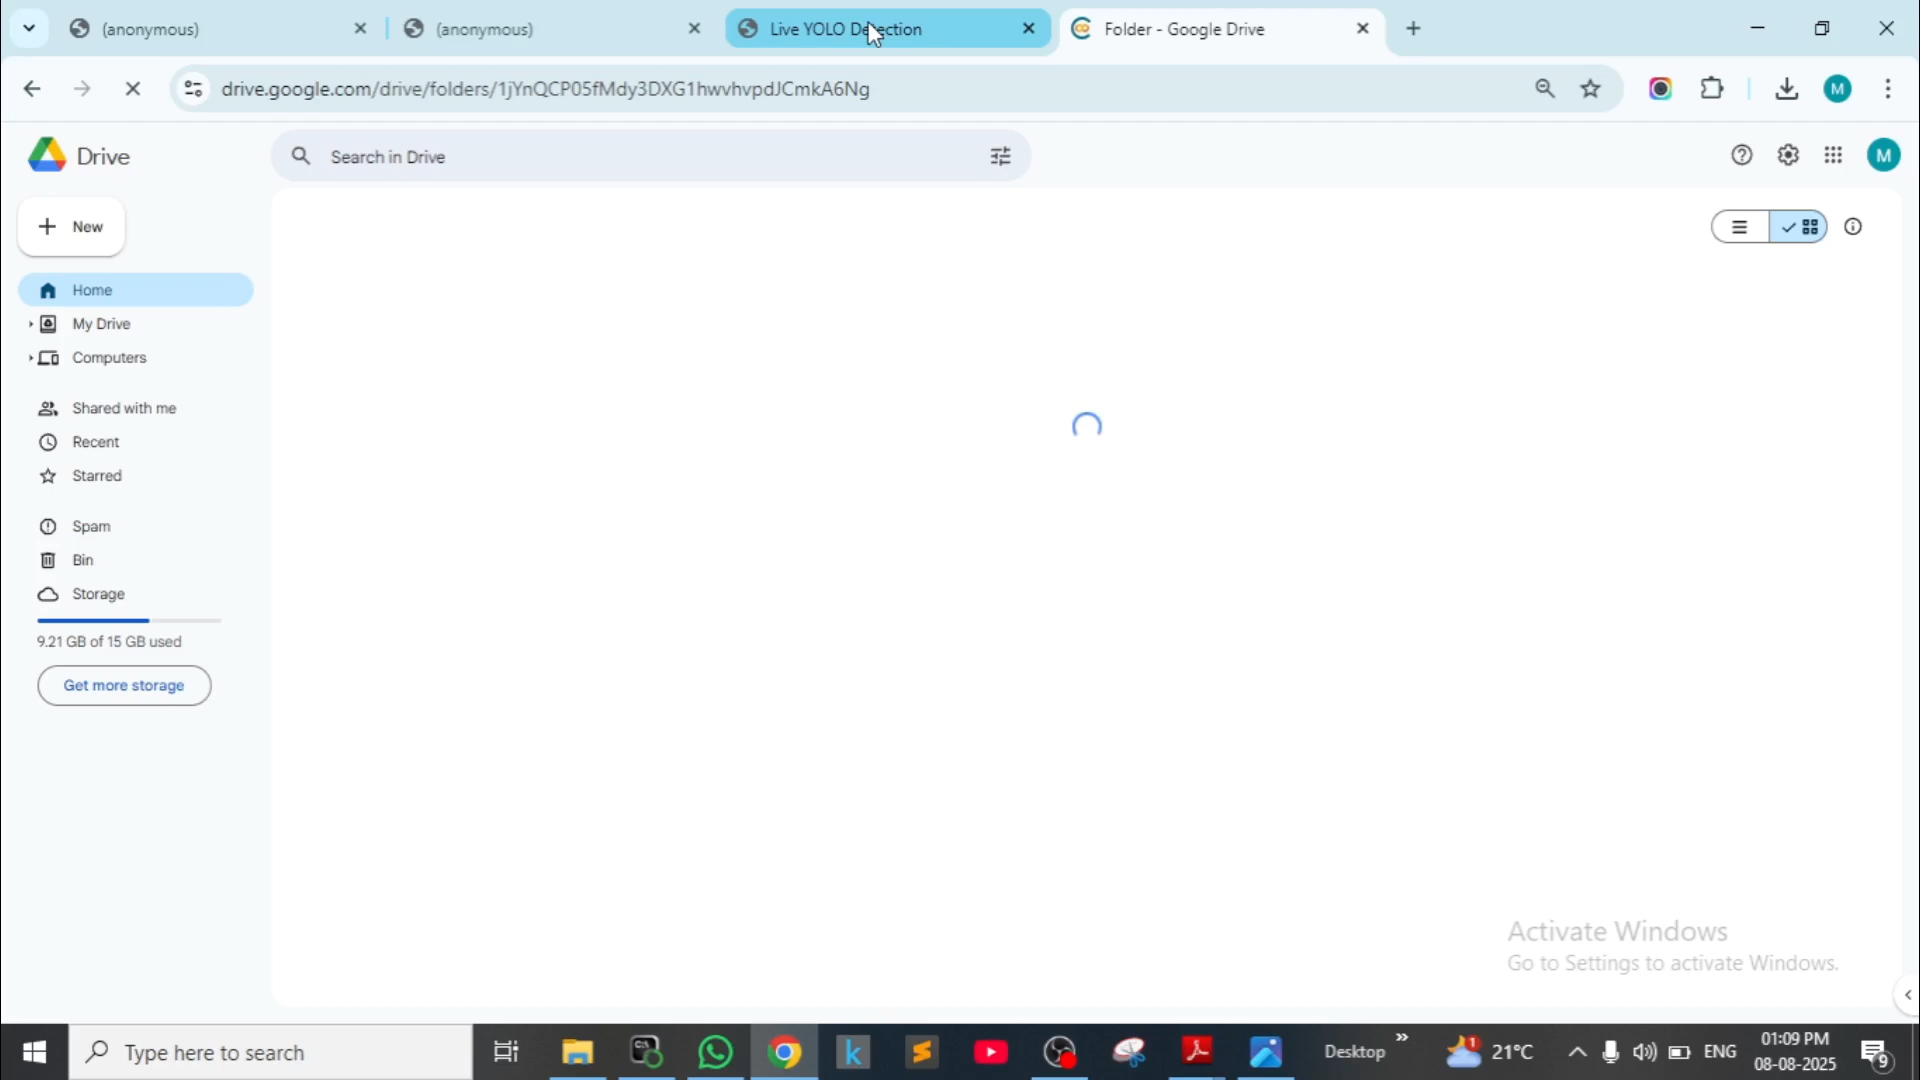 (anonymous)
(anonymous)
Live YOLO Detection
Folder - Google Drive
drive.google.com/drive/folders/1jYnQCP05fMdy3DXG1hwvhvpdJCmkA6Ng
M
Drive
Search in Drive
M
New
Home
My Drive
Computers
Shared with me
Recent
Starred
Spam
Bin
Storage
9.21 GB of 15 GB used
Get more storage
Activate Windows
Go to Settings to activate Windows.
Type here to search
C:\
k
Desktop
1
21°C
ENG
01:09 PM
08-08-2025
9